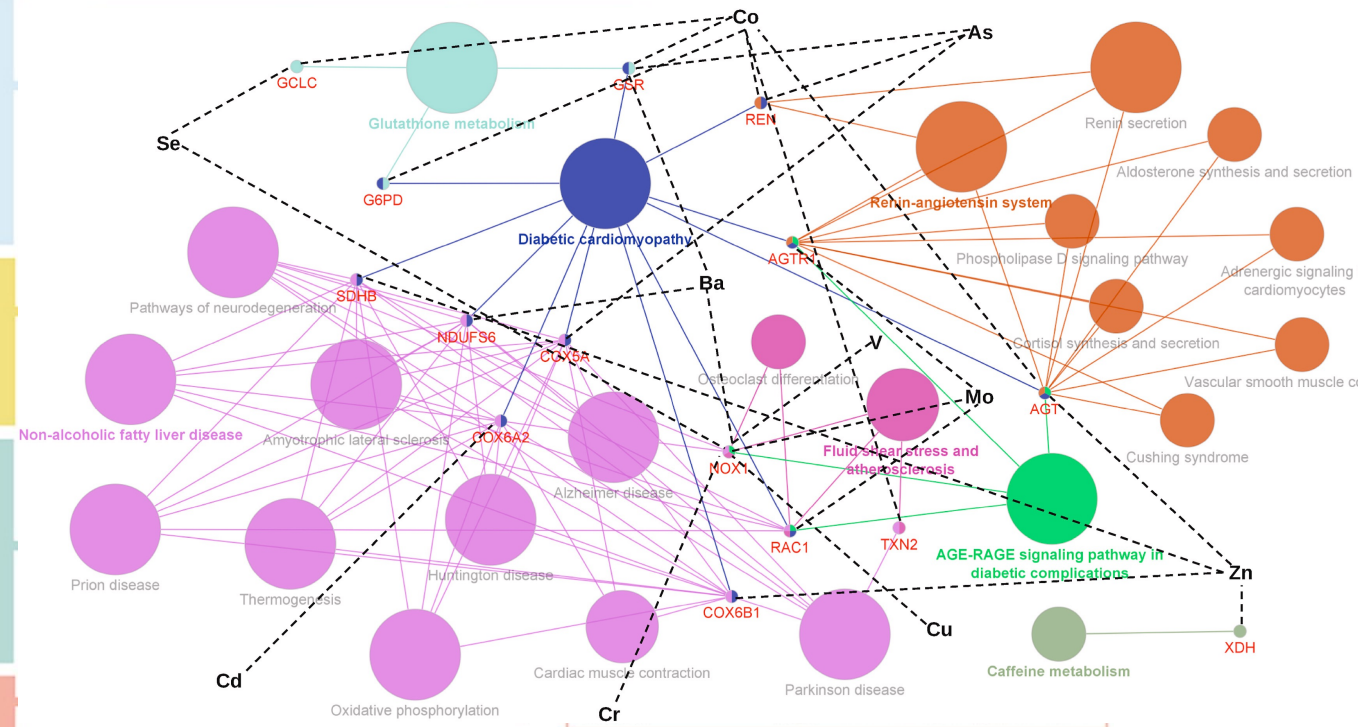 Co
As
GCLC
GSR
REN
Glutathione metabolism
Renin secretion
Se
Aldosterone synthesis and secretion
G6PD
Renin-angiotensin system
Diabetic cardiomyopathy
AGTR1
Phospholipase D signaling pathway
Adrenergic signaling
cardiomyocytes
Ba
SDHB
Pathways of neurodegeneration
NDUFS6
V
Cortisol synthesis and secretion
COX5A
Osteoclast differentiation
Vascular smooth muscle co
Mo
AGT
Non-alcoholic fatty liver disease
Amyotrophic lateral sclerosis
COX6A2
Fluid shear stress and
atherosclerosis
NOX1
Cushing syndrome
Alzheimer disease
RAC1
TXN2
AGE-RAGE signaling pathway in
diabetic complications
Zn
Prion disease
Huntington disease
Thermogenesis
COX6B1
Cu
XDH
Caffeine metabolism
Cardiac muscle contraction
Cd
Parkinson disease
Oxidative phosphorylation
Cr